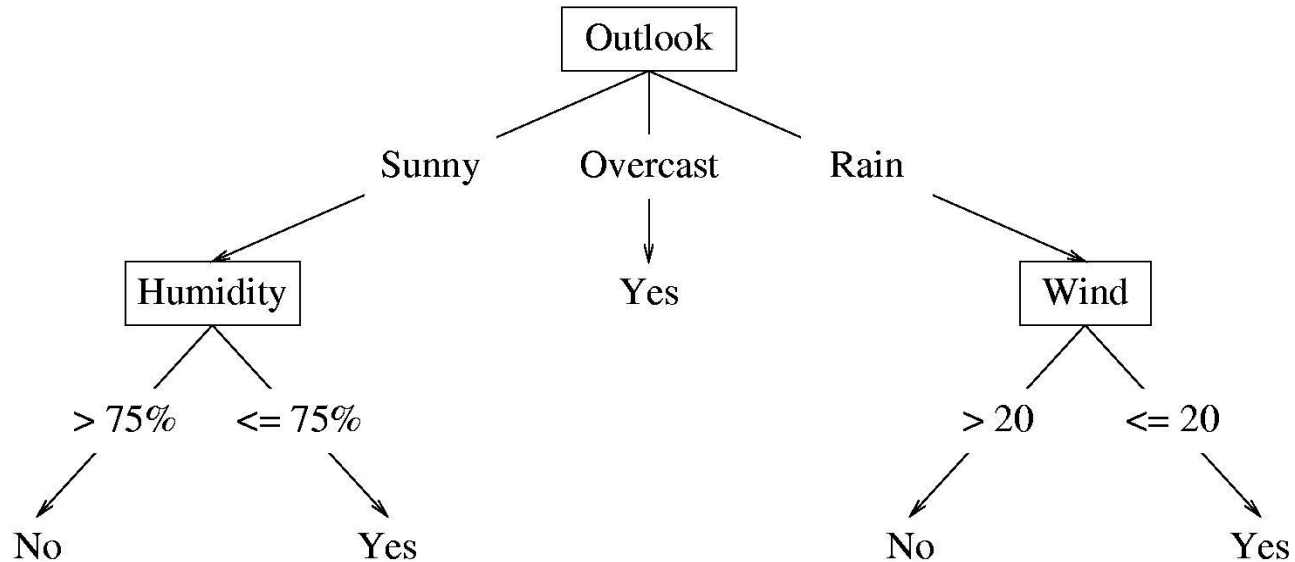 Outlook
Sunny Overcast Rain
Humidity Yes Wind
> 75% <= 75% > 20 <= 20
No Yes No Yes